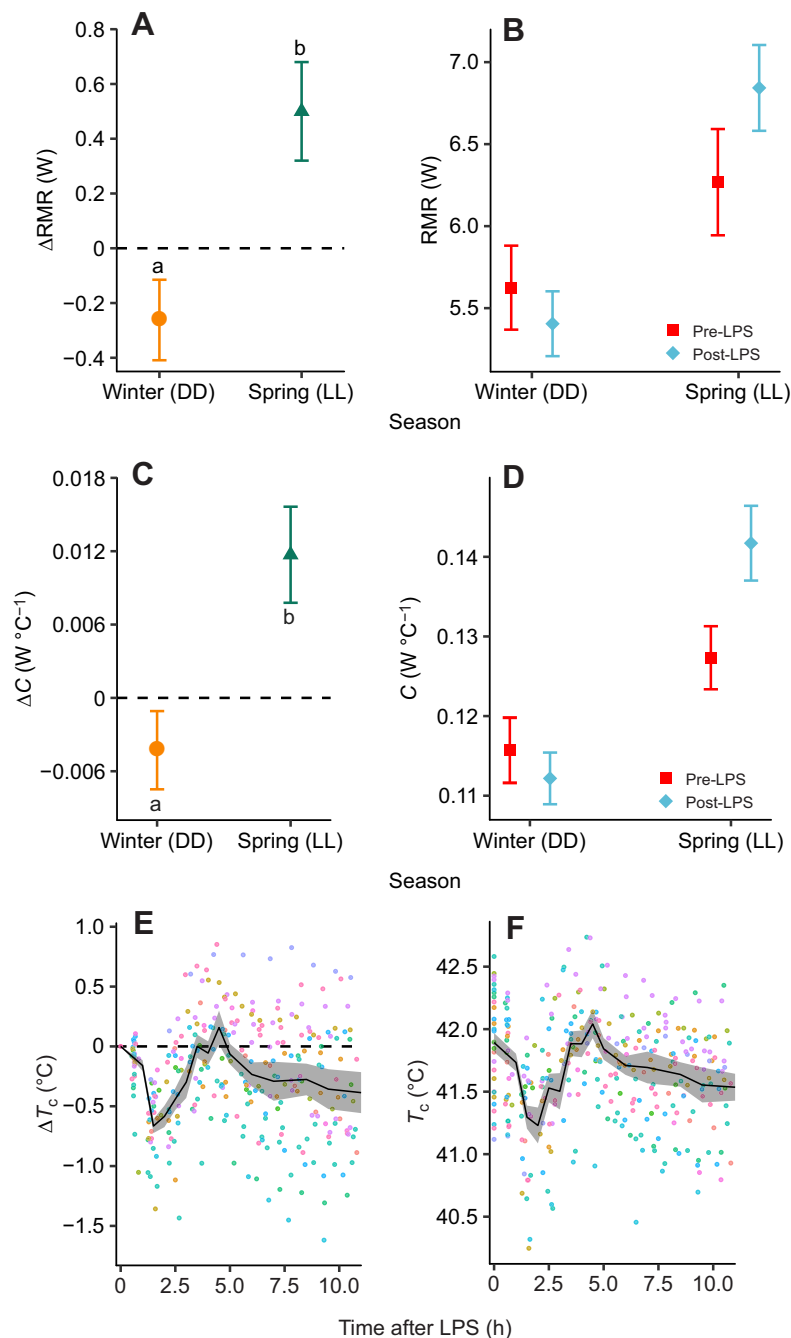 A
B
0.8
0.6
0.4
0.2
0
−0.2
−0.4
ΔRMR (W)
a
b
Winter (DD)
Spring (LL)
7.0
6.5
6.0
5.5
RMR (W)
Pre-LPS
Post-LPS
Winter (DD)
Spring (LL)
Season
C
D
0.018
0.012
0.006
0
−0.006
ΔC (W °C−1)
a
b
Winter (DD)
Spring (LL)
0.14
0.13
0.12
0.11
C (W °C−1)
Pre-LPS
Post-LPS
Winter (DD)
Spring (LL)
Season
E
F
1.0
0.5
0
−0.5
−1.0
−1.5
ΔTc (°C)
0
2.5
5.0
7.5
10.0
42.5
42.0
41.5
41.0
40.5
Tc (°C)
0
2.5
5.0
7.5
10.0
Time after LPS (h)